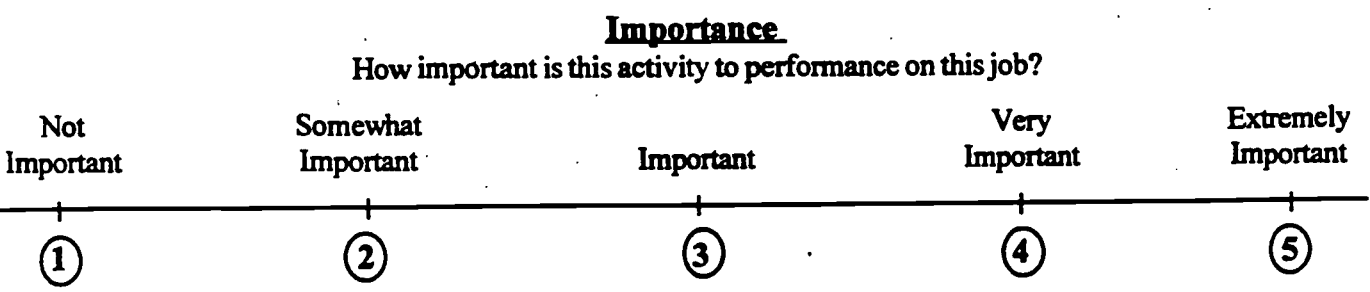 Importance
How important is this activity to performance on this job?
Not Important
Somewhat Important
Important
Very Important
Extremely Important
1 2 3 4 5